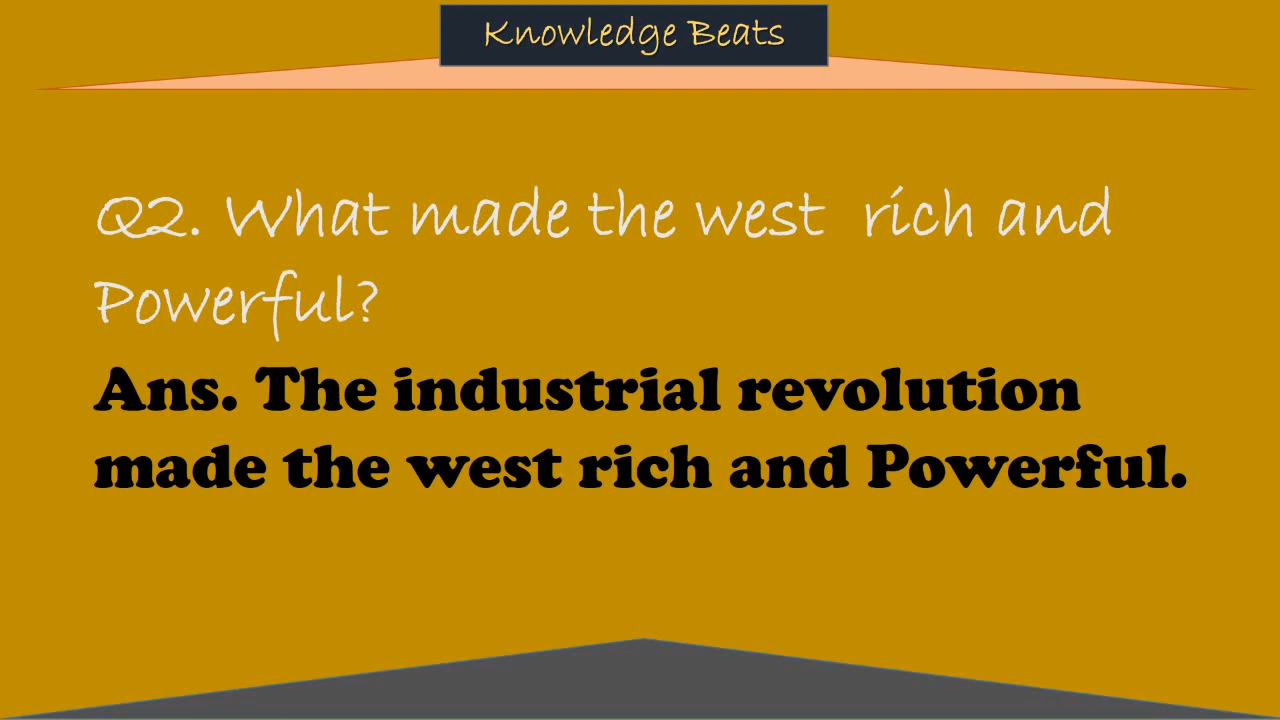 Knowledge Beats
Q2. What made the west  rich and
Powerful?
Ans. The industrial revolution
made the west rich and Powerful.